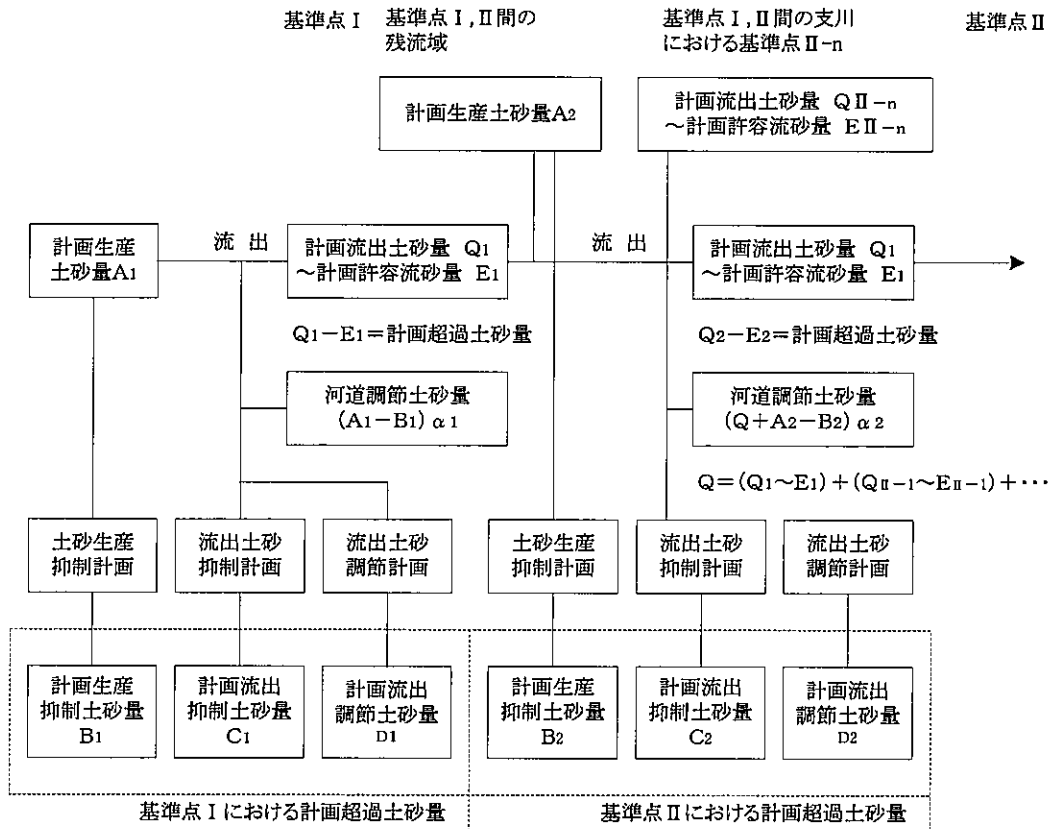 基準点Ⅰ
基準点Ⅰ,Ⅱ間の
残流域
基準点Ⅰ,Ⅱ間の支川
における基準点Ⅱ-n
基準点Ⅱ
計画生産土砂量A2
計画流出土砂量 QⅡ-n
～計画許容流砂量 EⅡ-n
計画生産
土砂量A1
流 出
計画流出土砂量 Q1
～計画許容流砂量 E1
流 出
計画流出土砂量 Q1
～計画許容流砂量 E1
Q1-E1=計画超過土砂量
Q2-E2=計画超過土砂量
河道調節土砂量
(A1-B1)α1
河道調節土砂量
(Q+A2-B2)α2
Q=(Q1～E1)+(QⅡ-1～EⅡ-1)+・・・
土砂生産
抑制計画
流出土砂
抑制計画
流出土砂
調節計画
土砂生産
抑制計画
流出土砂
抑制計画
流出土砂
調節計画
計画生産
抑制土砂量
B1
計画流出
抑制土砂量
C1
計画流出
調節土砂量
D1
計画生産
抑制土砂量
B2
計画流出
抑制土砂量
C2
計画流出
調節土砂量
D2
基準点Ⅰにおける計画超過土砂量
基準点Ⅱにおける計画超過土砂量